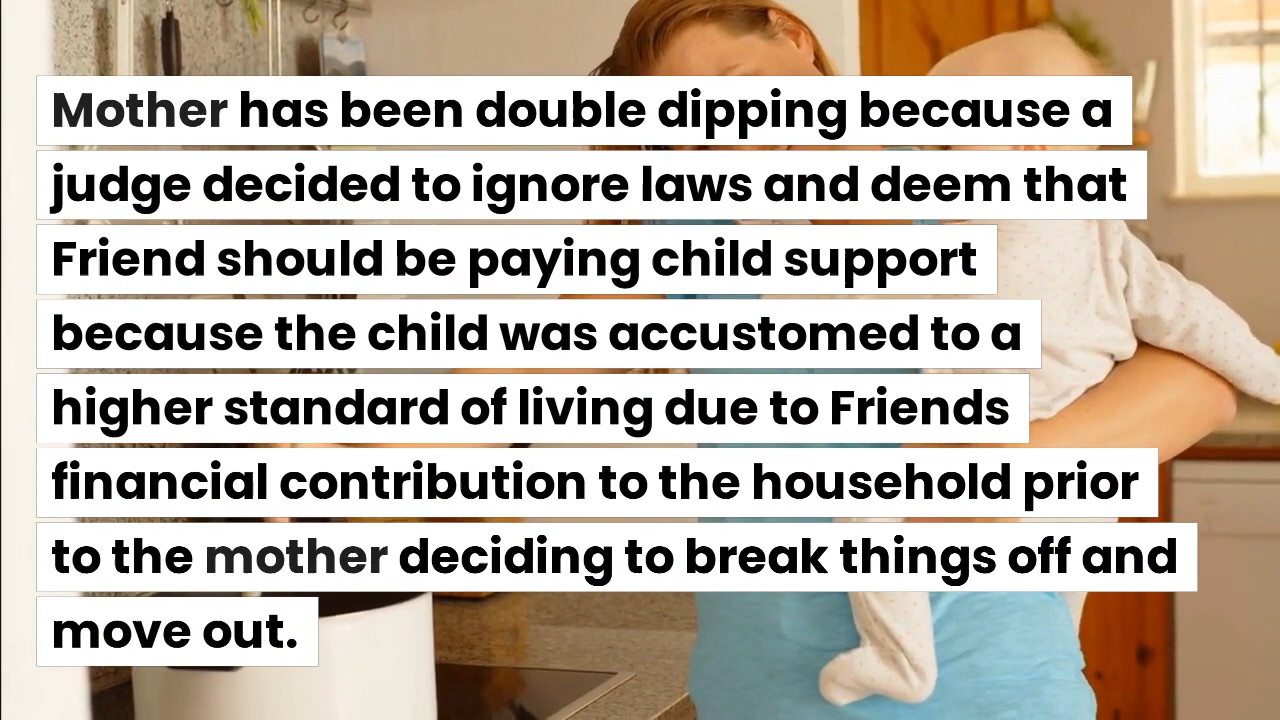 Mother has been double dipping because a
judge decided to ignore laws and deem that
Friend should be paying child support
because the child was accustomed to a
higher standard of living due to Friends
financial contribution to the household prior
to the mother deciding to break things off and
move out.